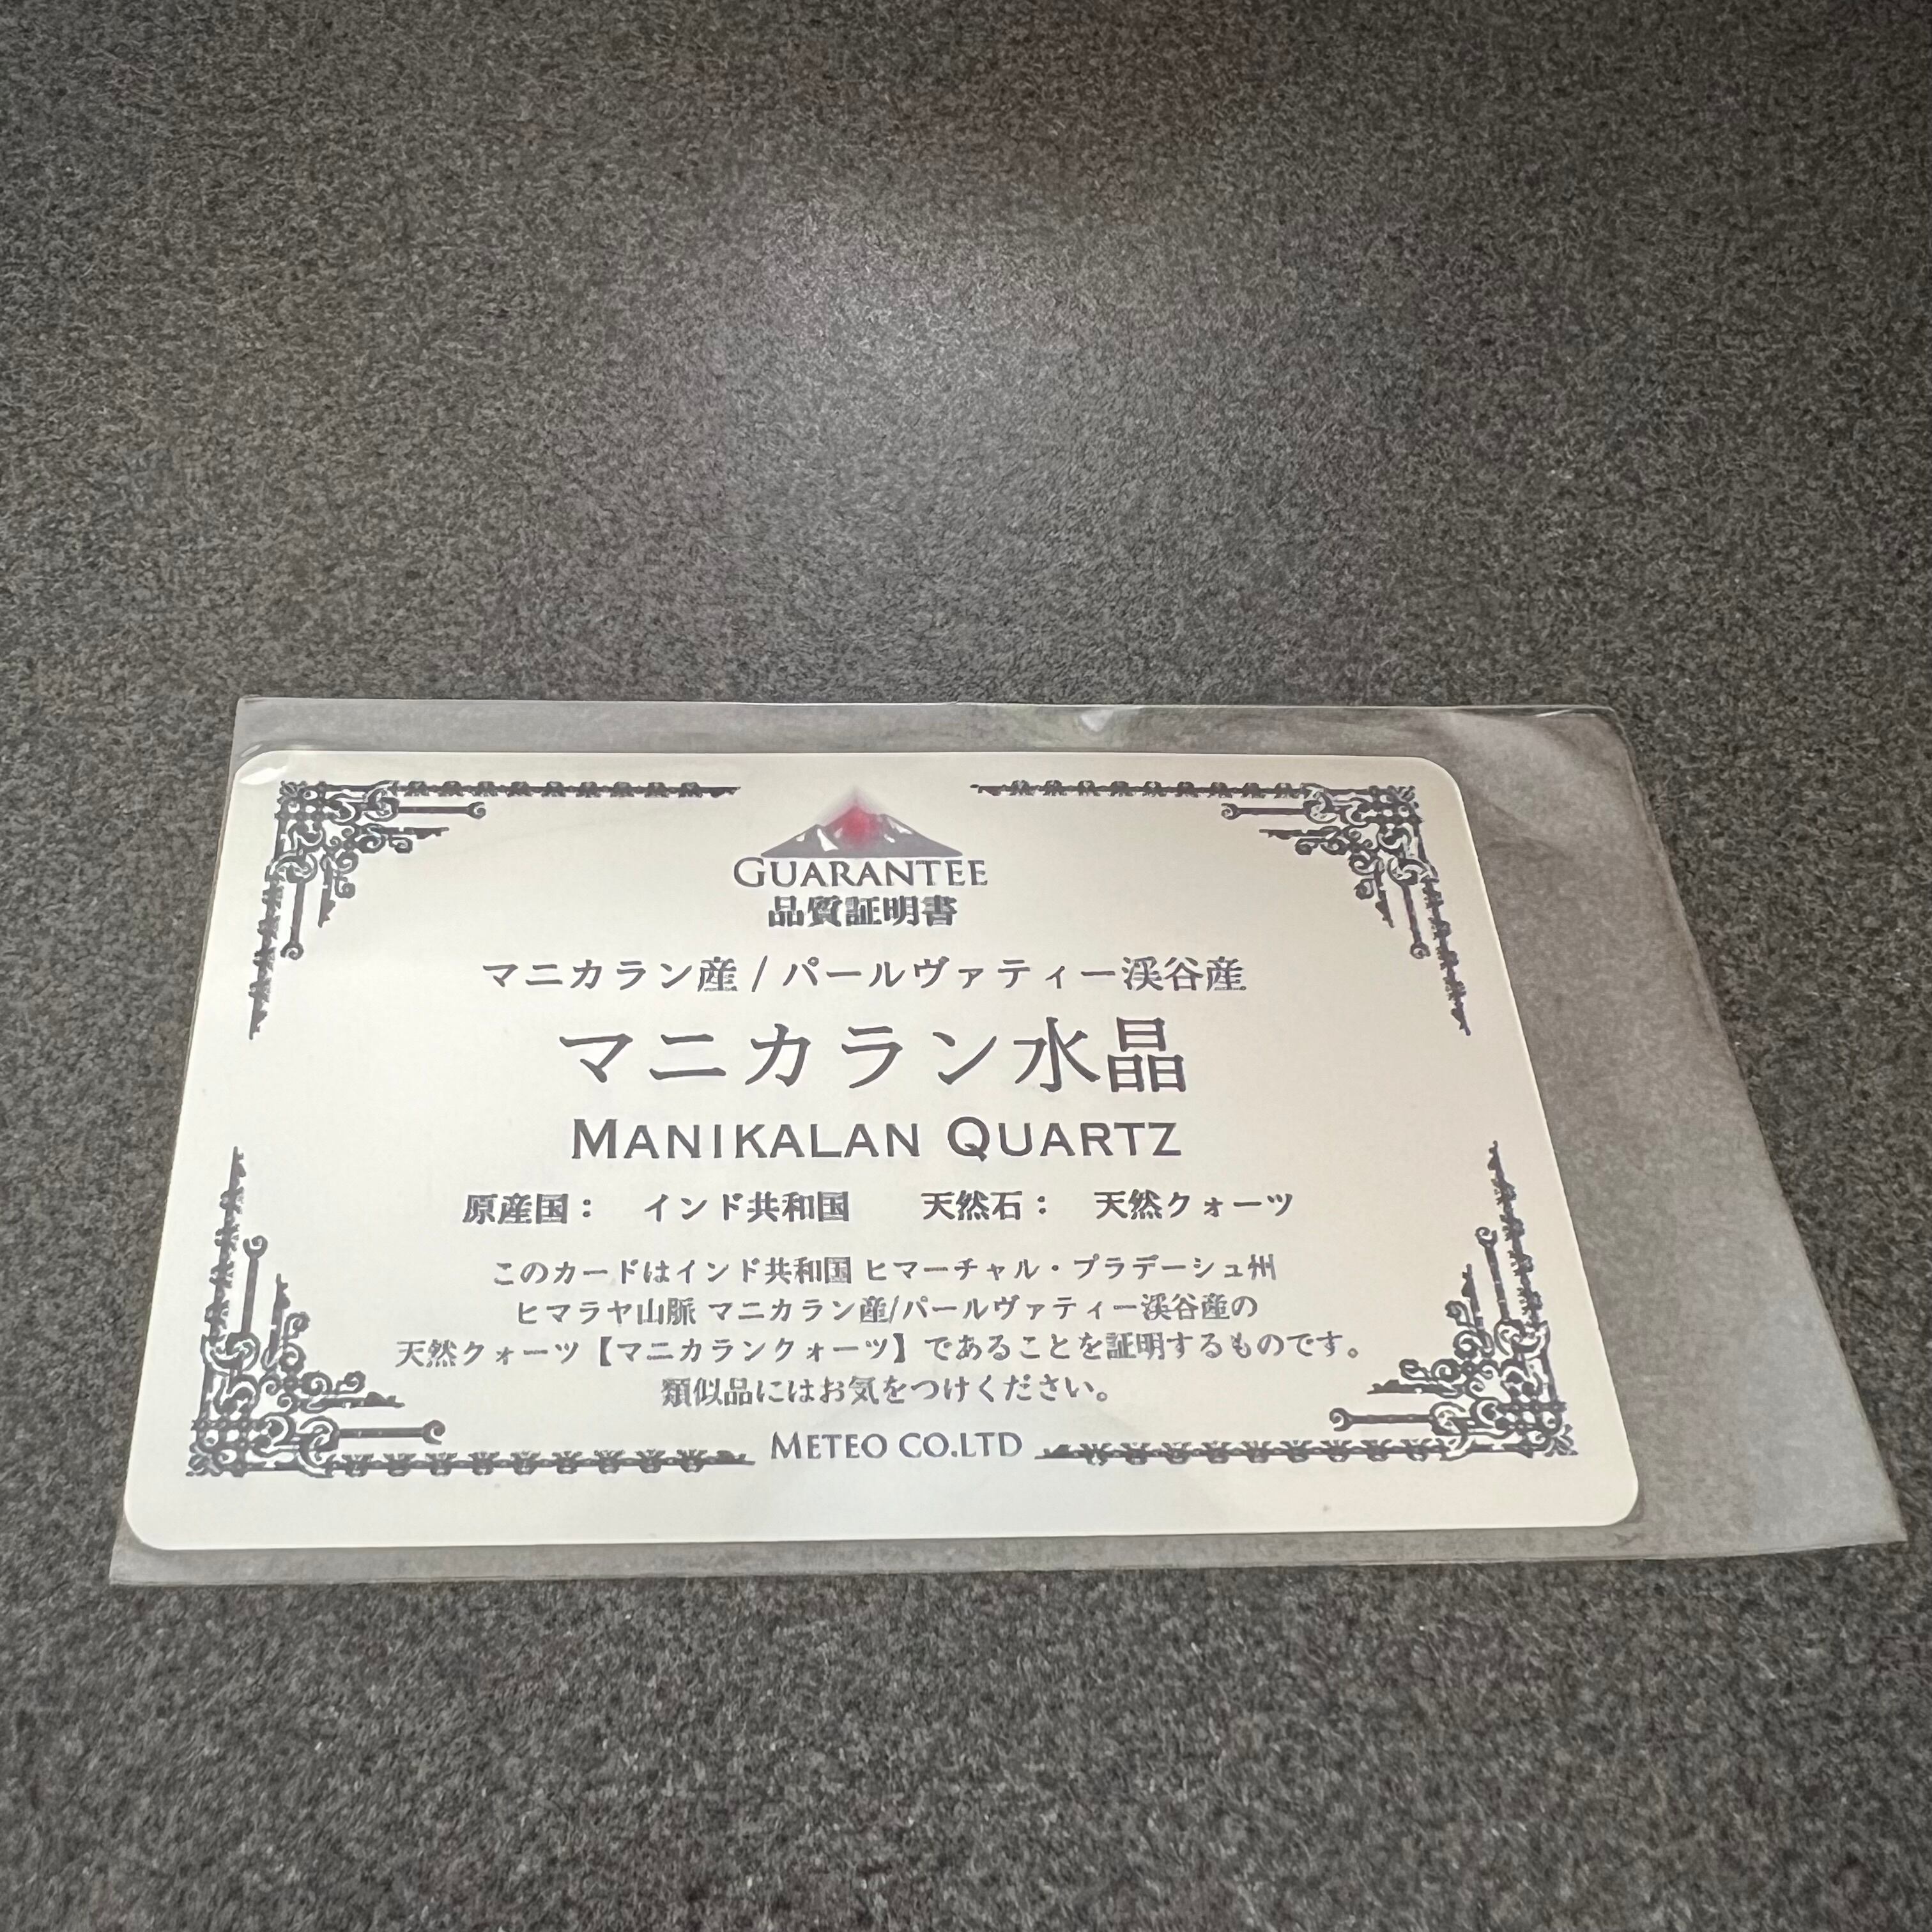 GUARANTEE
品質証明書
マニカラン産 / パールヴァティー渓谷産
マニカラン水晶
MANIKALAN QUARTZ
原産国： インド共和国 天然石： 天然クォーツ
このカードはインド共和国 ヒマーチャル・プラデーシュ州
ヒマラヤ山脈 マニカラン産/パールヴァティー渓谷産の
天然クォーツ【マニカランクォーツ】であることを証明するものです。
類似品にはお気をつけください。
METEO CO.LTD